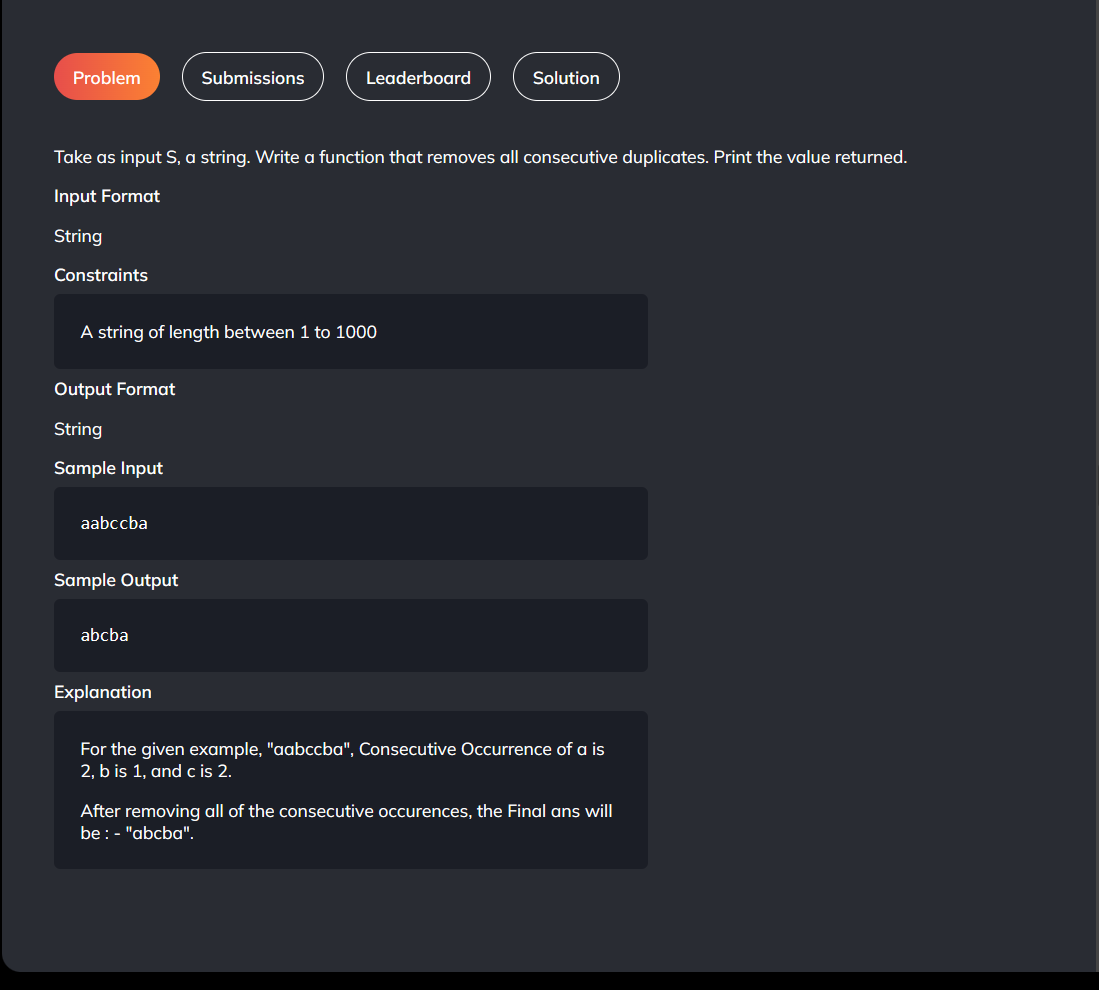 Problem Submissions Leaderboard Solution
Take as input S, a string. Write a function that removes all consecutive duplicates. Print the value returned.
Input Format
String
Constraints
A string of length between 1 to 1000
Output Format
String
Sample Input
aabccba
Sample Output
abcba
Explanation
For the given example, "aabccba", Consecutive Occurrence of a is
2, b is 1, and c is 2.
After removing all of the consecutive occurences, the Final ans will
be : - "abcba".